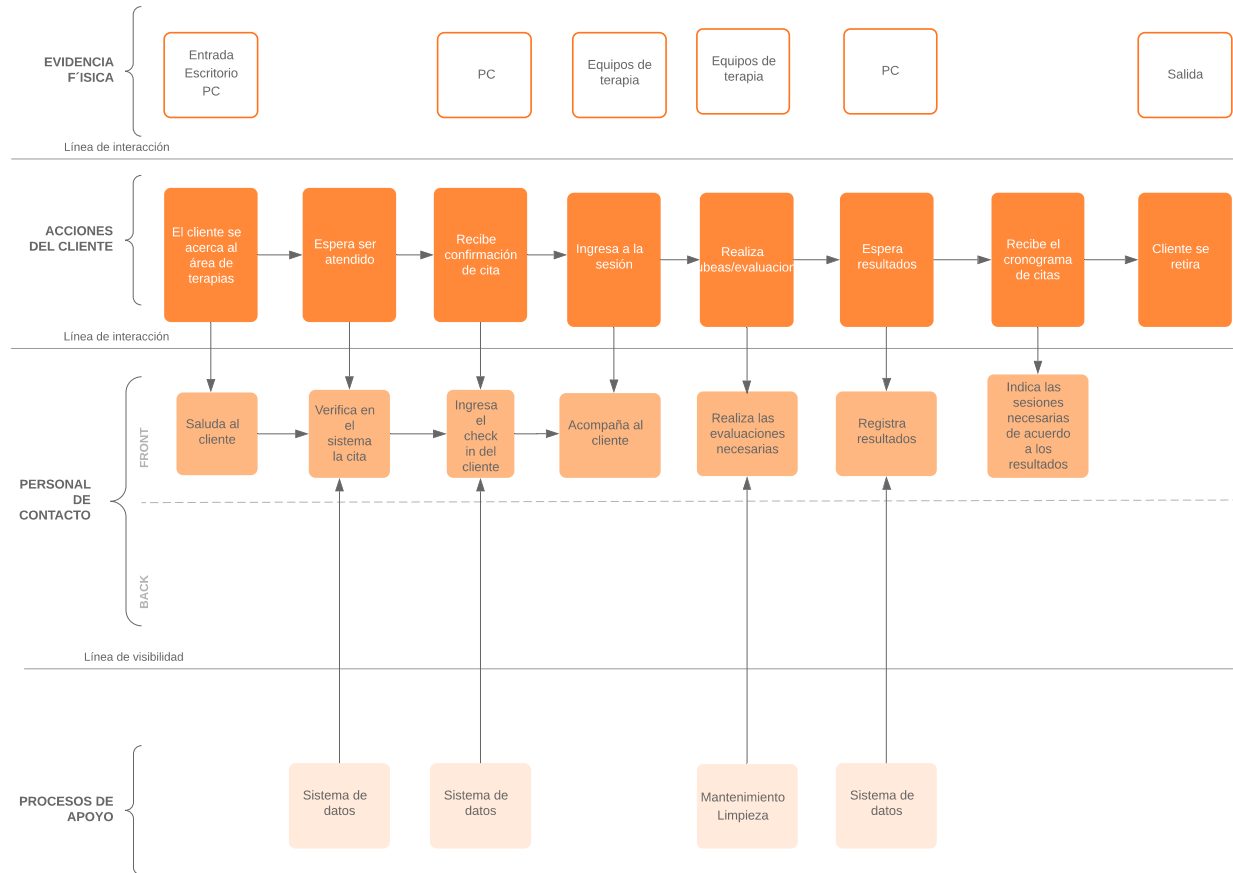 EVIDENCIA
F´ISICA
Entrada
Escritorio
PC
PC
Equipos de
terapia
Equipos de
terapia
PC
Salida
Línea de interacción
ACCIONES
DEL CLIENTE
El cliente se
acerca al
área de
terapias
Espera ser
atendido
Recibe
confirmación
de cita
Ingresa a la
sesión
Realiza
ubeas/evaluacion
Espera
resultados
Recibe el
cronograma
de citas
Cliente se
retira
Línea de interacción
PERSONAL
DE
CONTACTO
FRONT
Saluda al
cliente
Verifica en
el
sistema
la cita
Ingresa
el
check
in del
cliente
Acompaña al
cliente
Realiza las
evaluaciones
necesarias
Registra
resultados
Indica las
sesiones
necesarias
de acuerdo
a los
resultados
BACK
Línea de visibilidad
PROCESOS DE
APOYO
Sistema de
datos
Sistema de
datos
Mantenimiento
Limpieza
Sistema de
datos